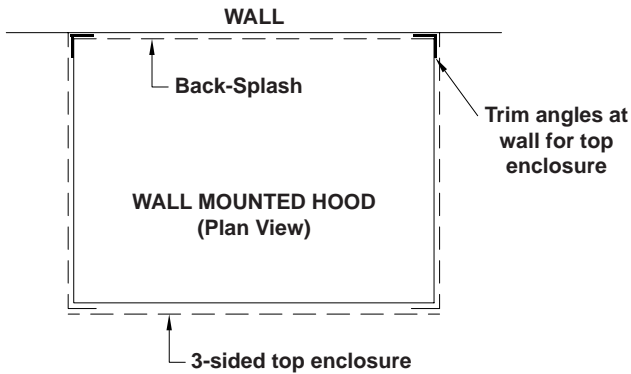 WALL
Back-Splash
Trim angles at
wall for top
enclosure
WALL MOUNTED HOOD
(Plan View)
3-sided top enclosure